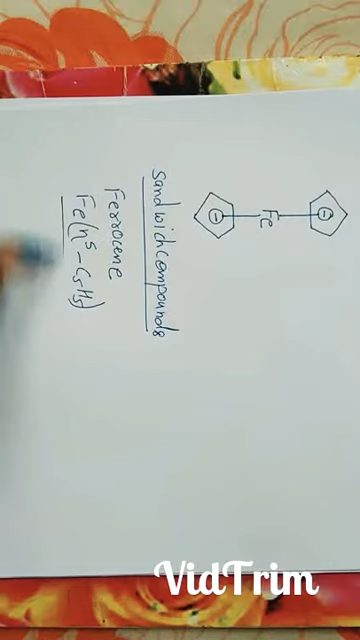 Sandwich compounds
Ferrocene
Fe(η⁵-C₅H₅)
⊖ Fe ⊖
VidTrim